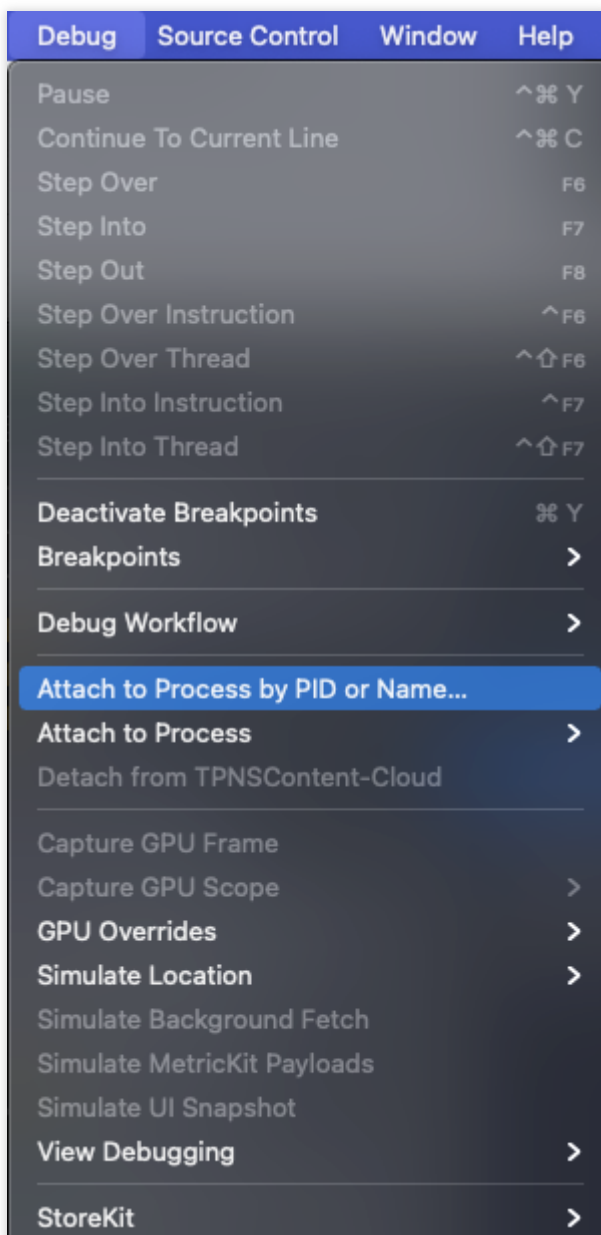 Debug Source Control Window Help
Pause ^⌘ Y
Continue To Current Line ^⌘ C
Step Over F6
Step Into F7
Step Out F8
Step Over Instruction ^F6
Step Over Thread ^⇧F6
Step Into Instruction ^F7
Step Into Thread ^⇧F7
Deactivate Breakpoints ⌘ Y
Breakpoints >
Debug Workflow >
Attach to Process by PID or Name...
Attach to Process >
Detach from TPNSContent-Cloud
Capture GPU Frame
Capture GPU Scope >
GPU Overrides >
Simulate Location >
Simulate Background Fetch
Simulate MetricKit Payloads
Simulate UI Snapshot
View Debugging >
StoreKit >